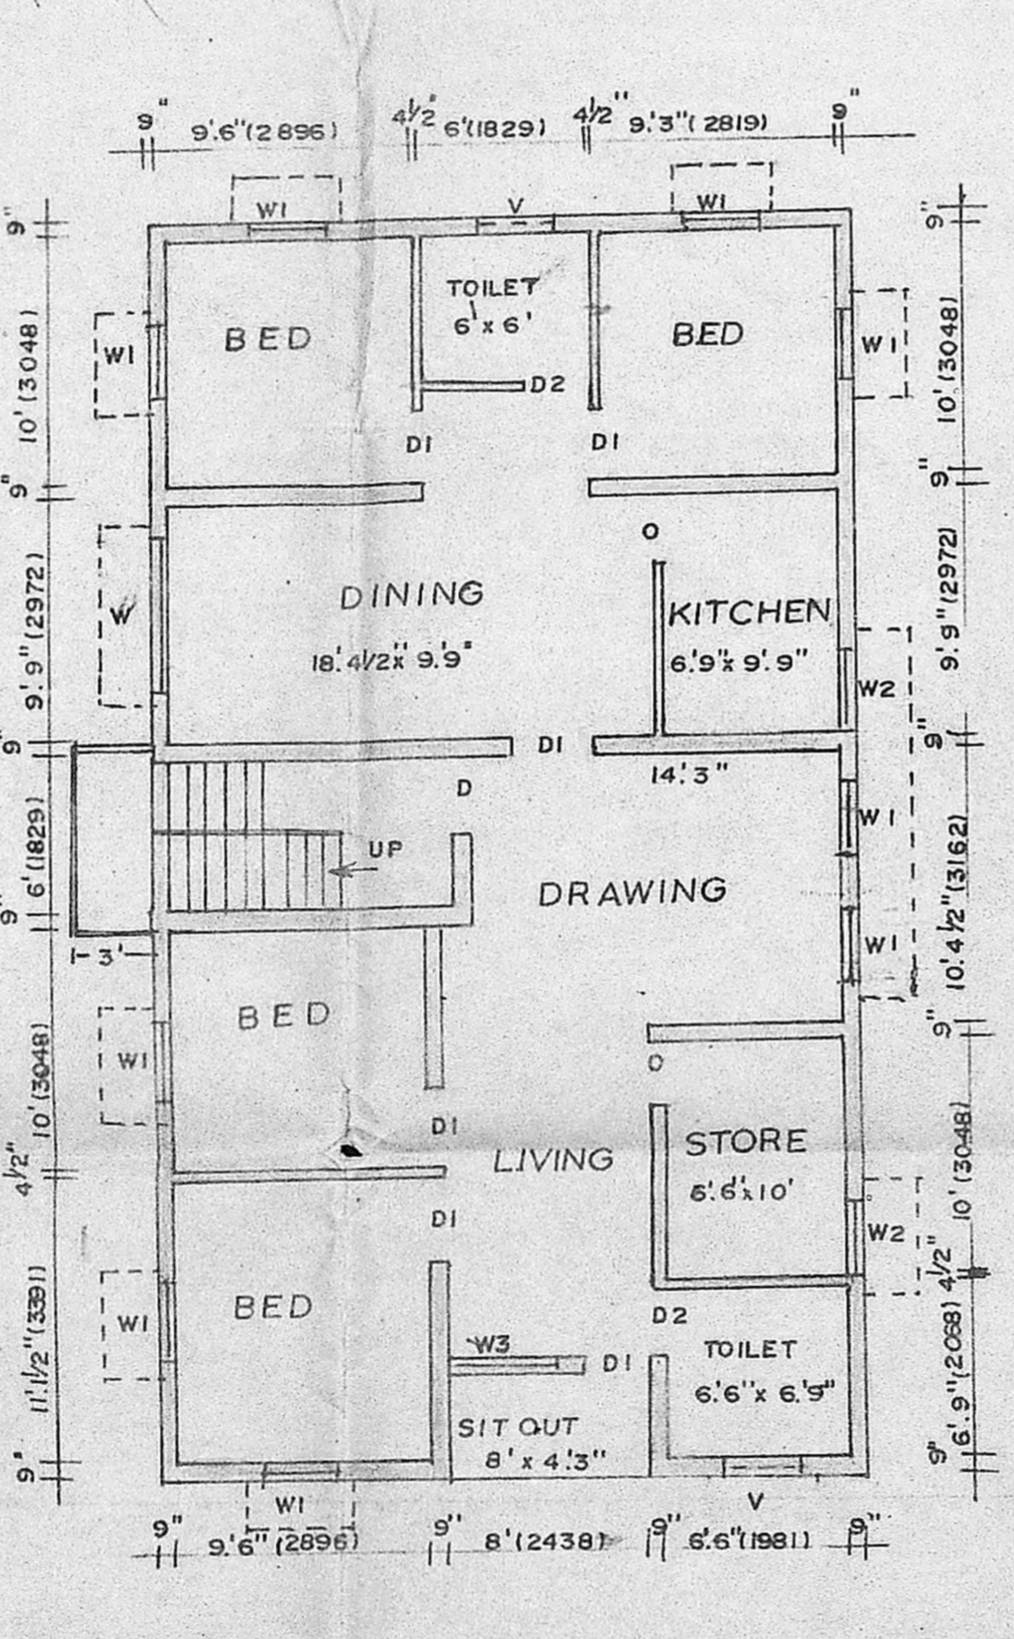 9" 9'.6"(2896) 4½" 6'(1829) 4½" 9'.3"(2819) 9"
W1 V W1
9" 9"
TOILET
6' x 6'
BED BED
W1 W1
10'(3048) 10'(3048)
D2
D1 D1
9" 9"
O
DINING KITCHEN
W
18'.4½"x 9'.9" 6'.9"x 9'.9"
9'.9"(2972) 9'.9"(2972)
W2
9" D1 9"
14'.3"
D
W1
UP
6'(1829)
DRAWING
10'.4½"(3162)
9"
3'
W1
BED
9"
W1 O
10'(3048)
D1
STORE
LIVING
10'(3048)
4½"
6'.6"x10'
D1
W2
4½"
BED
W1
D2
W3 D1 TOILET
11'.1½"(3391)
6'.6"x 6'.9"
6'.9"(2068)
SIT OUT
8' x 4'.3"
9" 9"
W1 V
9" 9'.6"(2896) 9" 8'(2438) 9" 6'.6"(1981) 9"